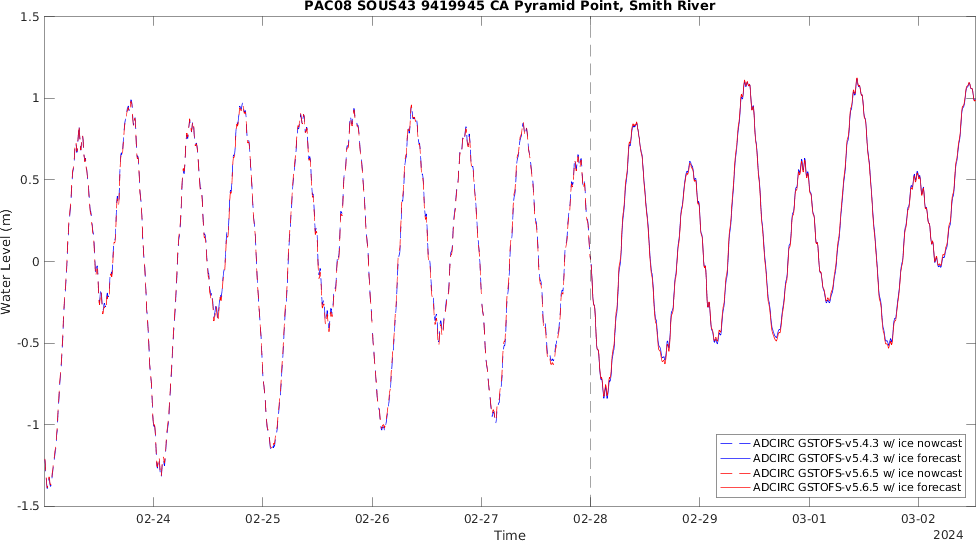 PAC08 SOUS43 9419945 CA Pyramid Point, Smith River
1.5
1
0.5
0
-0.5
-1
-1.5
Water Level (m)
02-24 02-25 02-26 02-27 02-28 02-29 03-01 03-02
Time
2024
ADCIRC GSTOFS-v5.4.3 w/ ice nowcast
ADCIRC GSTOFS-v5.4.3 w/ ice forecast
ADCIRC GSTOFS-v5.6.5 w/ ice nowcast
ADCIRC GSTOFS-v5.6.5 w/ ice forecast